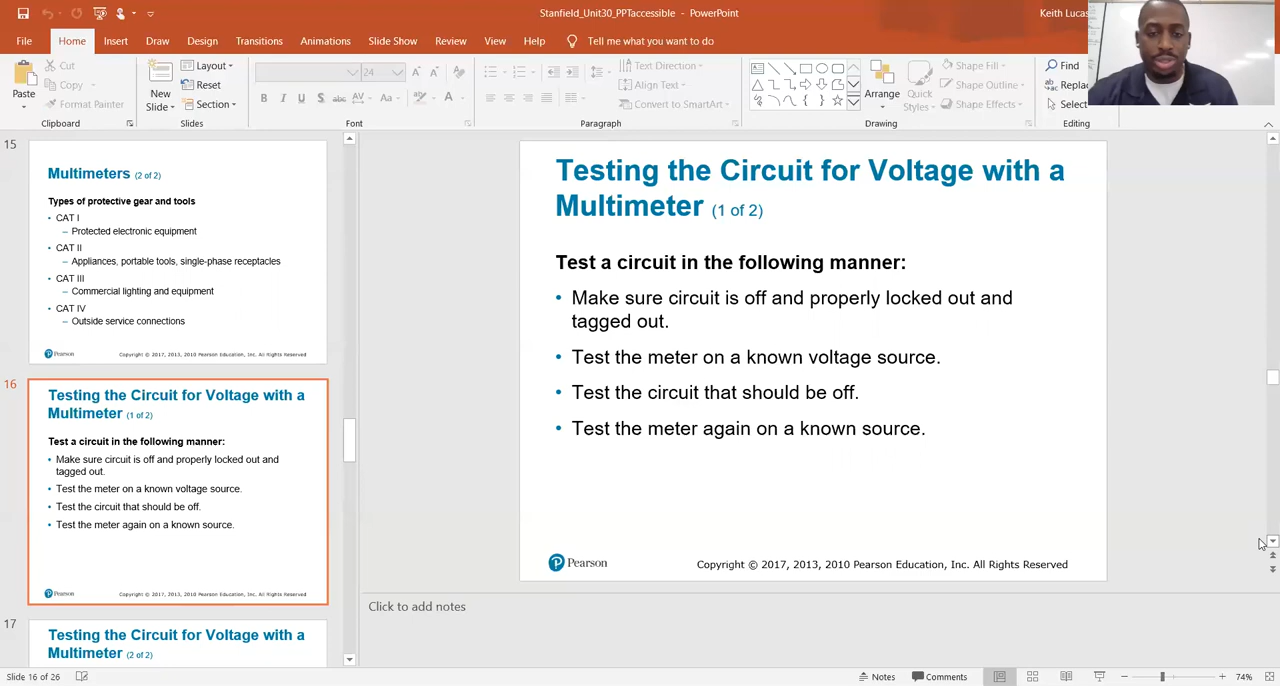 Stanfield_Unit30_PPTaccessible - PowerPoint
Keith Lucas
File Home Insert Draw Design Transitions Animations Slide Show Review View Help Tell me what you want to do
Paste
Cut
Copy
Format Painter
Clipboard
New Slide
Layout
Reset
Section
Slides
24
B I U S abc AV Aa A
Font
Text Direction
Align Text
Convert to SmartArt
Paragraph
Arrange
Quick Styles
Shape Fill
Shape Outline
Shape Effects
Drawing
Find
Replac
Select
Editing
15
Multimeters (2 of 2)
Types of protective gear and tools
• CAT I
– Protected electronic equipment
• CAT II
– Appliances, portable tools, single-phase receptacles
• CAT III
– Commercial lighting and equipment
• CAT IV
– Outside service connections
Pearson Copyright © 2017, 2013, 2010 Pearson Education, Inc. All Rights Reserved
16
Testing the Circuit for Voltage with a
Multimeter (1 of 2)
Test a circuit in the following manner:
• Make sure circuit is off and properly locked out and
tagged out.
• Test the meter on a known voltage source.
• Test the circuit that should be off.
• Test the meter again on a known source.
Pearson Copyright © 2017, 2013, 2010 Pearson Education, Inc. All Rights Reserved
17
Testing the Circuit for Voltage with a
Multimeter (2 of 2)
Testing the Circuit for Voltage with a
Multimeter (1 of 2)
Test a circuit in the following manner:
• Make sure circuit is off and properly locked out and
tagged out.
• Test the meter on a known voltage source.
• Test the circuit that should be off.
• Test the meter again on a known source.
Pearson Copyright © 2017, 2013, 2010 Pearson Education, Inc. All Rights Reserved
Click to add notes
Slide 16 of 26
Notes Comments 74%